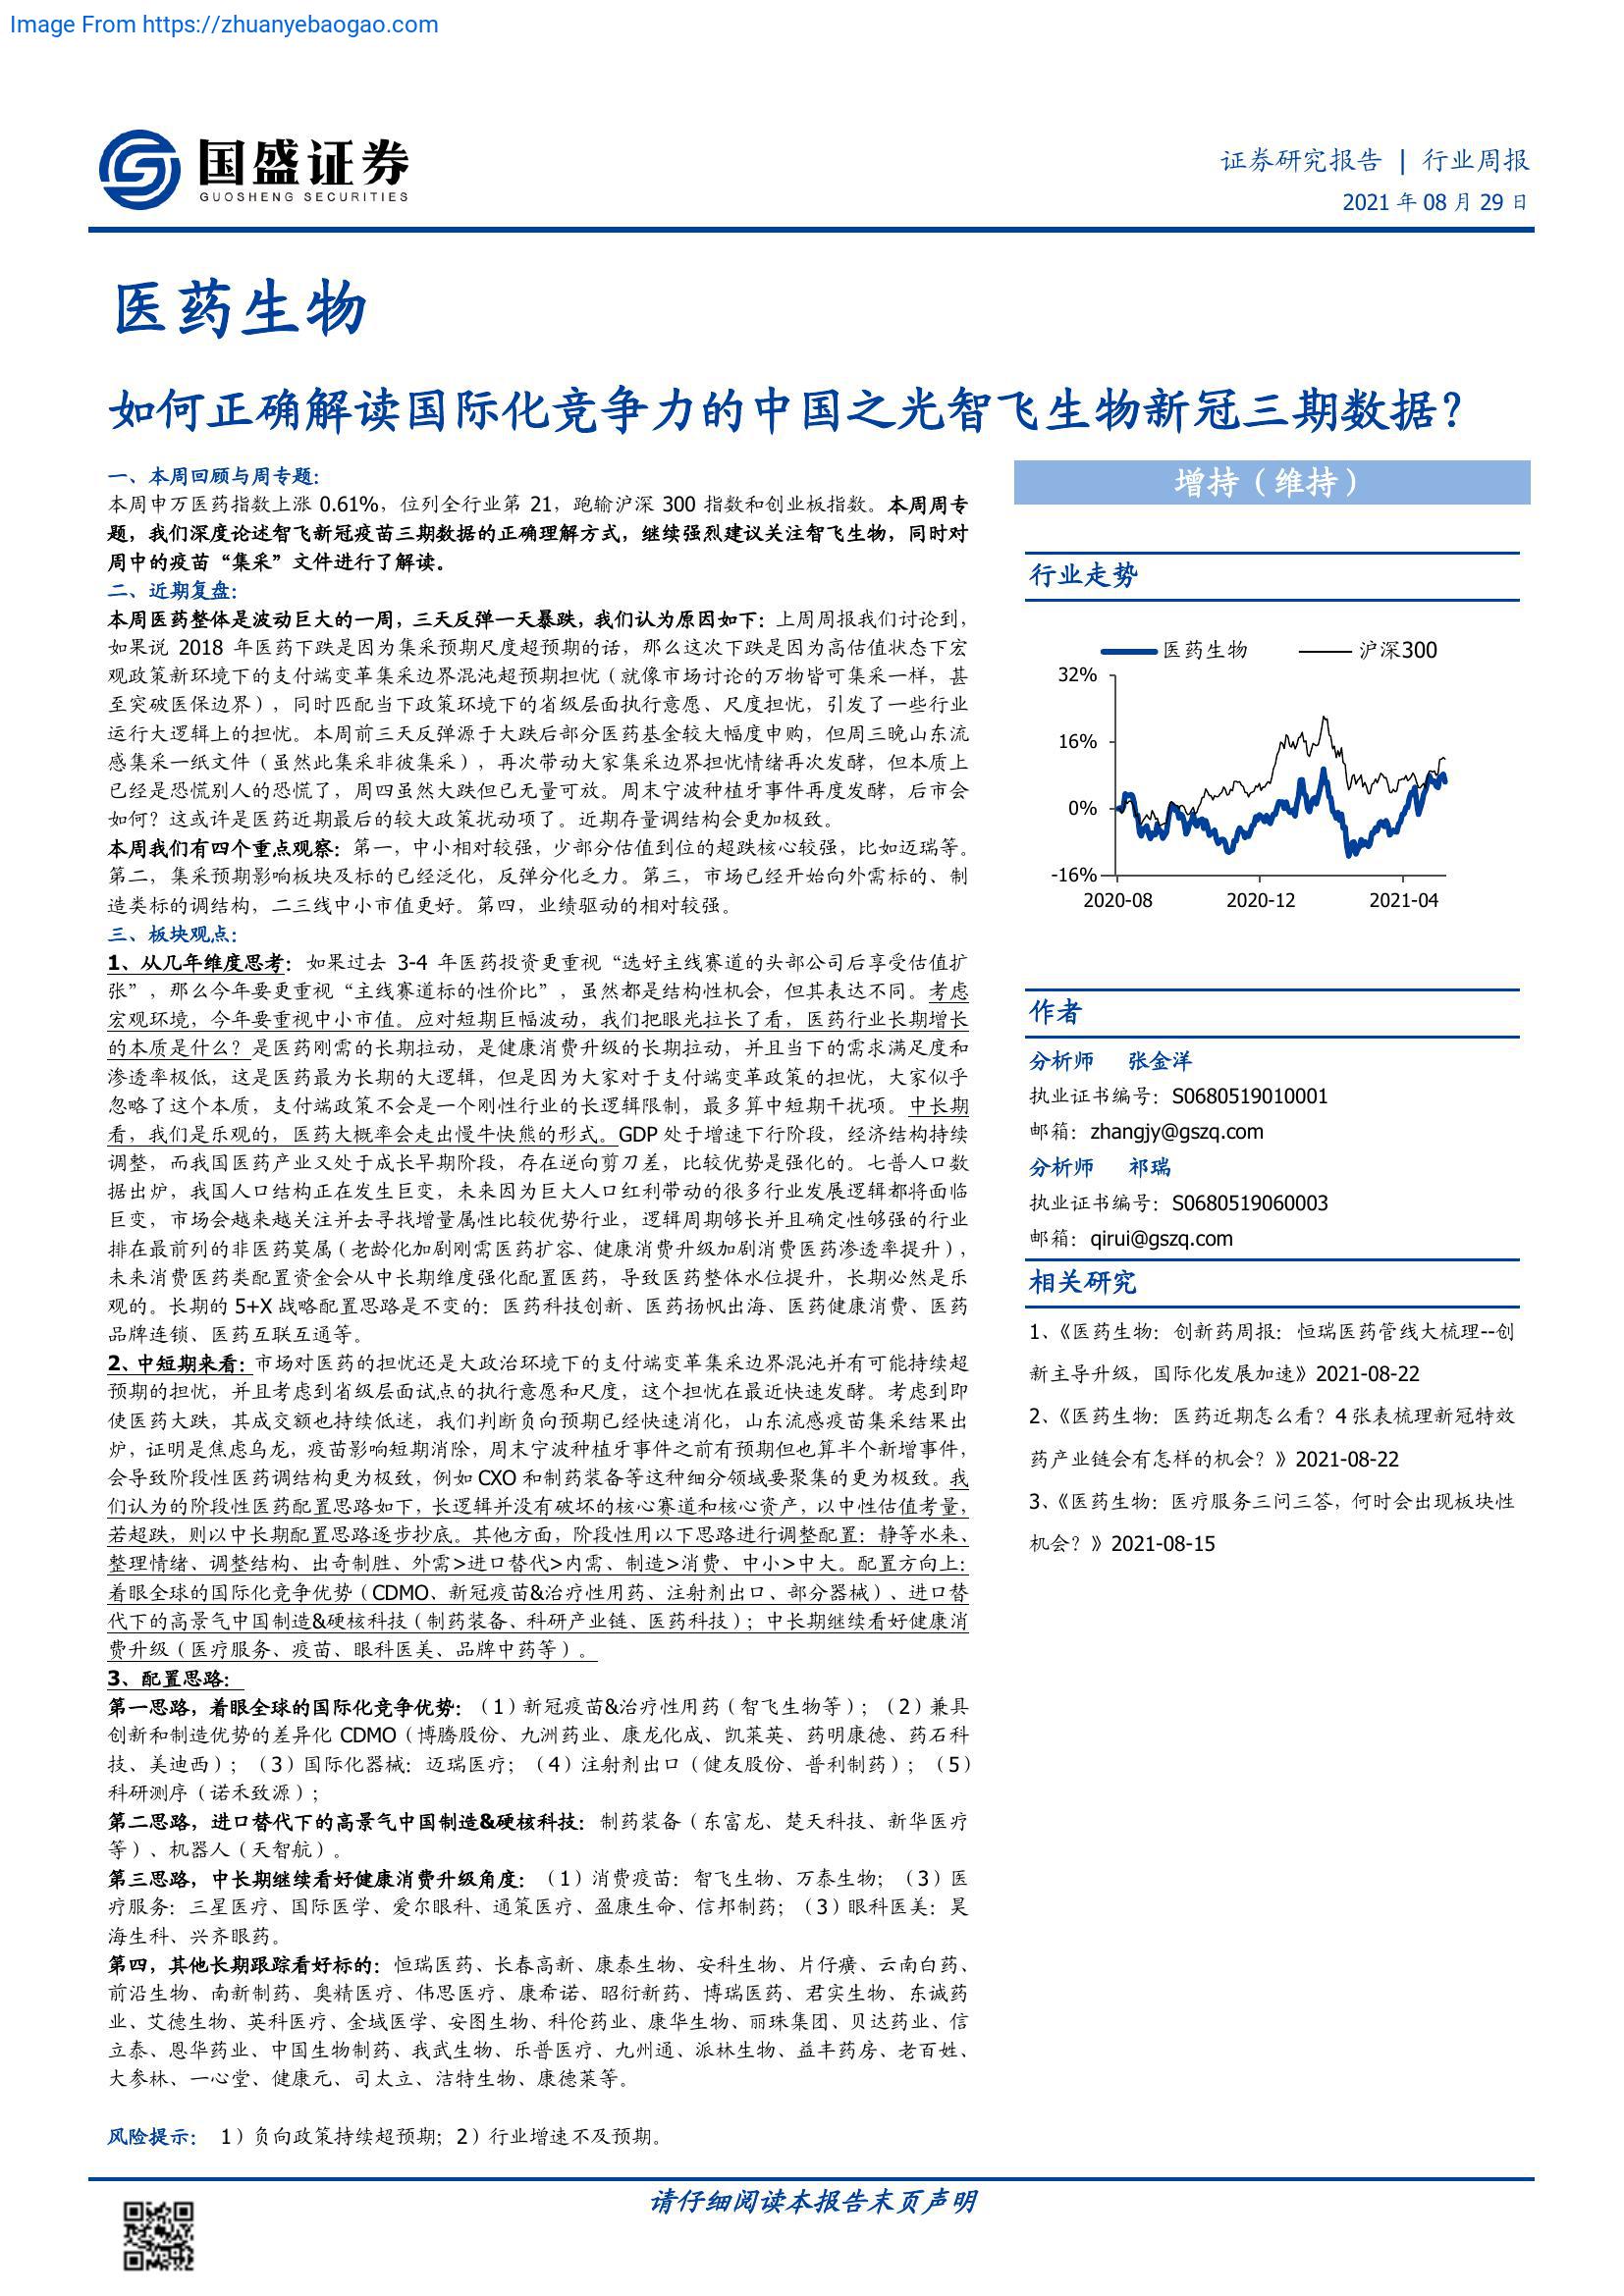 Image From https://zhuanyebaogao.com
国盛证券
GUOSHENG SECURITIES
证券研究报告 | 行业周报
2021 年 08 月 29 日
医药生物
如何正确解读国际化竞争力的中国之光智飞生物新冠三期数据？
一、本周回顾与周专题：
本周申万医药指数上涨 0.61%，位列全行业第 21，跑输沪深 300 指数和创业板指数。本周周专
题，我们深度论述智飞新冠疫苗三期数据的正确理解方式，继续强烈建议关注智飞生物，同时对
周中的疫苗“集采”文件进行了解读。
二、近期复盘：
本周医药整体是波动巨大的一周，三天反弹一天暴跌，我们认为原因如下：上周周报我们讨论到，
如果说 2018 年医药下跌是因为集采预期尺度超预期的话，那么这次下跌是因为高估值状态下宏
观政策新环境下的支付端变革集采边界混沌超预期担忧（就像市场讨论的万物皆可集采一样，甚
至突破医保边界），同时匹配当下政策环境下的省级层面执行意愿、尺度担忧，引发了一些行业
运行大逻辑上的担忧。本周前三天反弹源于大跌后部分医药基金较大幅度申购，但周三晚山东流
感集采一纸文件（虽然此集采非彼集采），再次带动大家集采边界担忧情绪再次发酵，但本质上
已经是恐慌别人的恐慌了，周四虽然大跌但已无量可放。周末宁波种植牙事件再度发酵，后市会
如何？这或许是医药近期最后的较大政策扰动项了。近期存量调结构会更加极致。
本周我们有四个重点观察：第一，中小相对较强，少部分估值到位的超跌核心较强，比如迈瑞等。
第二，集采预期影响板块及标的已经泛化，反弹分化乏力。第三，市场已经开始向外需标的、制
造类标的调结构，二三线中小市值更好。第四，业绩驱动的相对较强。
三、板块观点：
1、从几年维度思考：如果过去 3-4 年医药投资更重视“选好主线赛道的头部公司后享受估值扩
张”，那么今年要更重视“主线赛道标的性价比”，虽然都是结构性机会，但其表达不同。考虑
宏观环境，今年要重视中小市值。应对短期巨幅波动，我们把眼光拉长了看，医药行业长期增长
的本质是什么？是医药刚需的长期拉动，是健康消费升级的长期拉动，并且当下的需求满足度和
渗透率极低，这是医药最为长期的大逻辑，但是因为大家对于支付端变革政策的担忧，大家似乎
忽略了这个本质，支付端政策不会是一个刚性行业的长逻辑限制，最多算中短期干扰项。中长期
看，我们是乐观的，医药大概率会走出慢牛快熊的形式。GDP 处于增速下行阶段，经济结构持续
调整，而我国医药产业又处于成长早期阶段，存在逆向剪刀差，比较优势是强化的。七普人口数
据出炉，我国人口结构正在发生巨变，未来因为巨大人口红利带动的很多行业发展逻辑都将面临
巨变，市场会越来越关注并去寻找增量属性比较优势行业，逻辑周期够长并且确定性够强的行业
排在最前列的非医药莫属（老龄化加剧刚需医药扩容、健康消费升级加剧消费医药渗透率提升），
未来消费医药类配置资金会从中长期维度强化配置医药，导致医药整体水位提升，长期必然是乐
观的。长期的 5+X 战略配置思路是不变的：医药科技创新、医药扬帆出海、医药健康消费、医药
品牌连锁、医药互联互通等。
2、中短期来看：市场对医药的担忧还是大政治环境下的支付端变革集采边界混沌并有可能持续超
预期的担忧，并且考虑到省级层面试点的执行意愿和尺度，这个担忧在最近快速发酵。考虑到即
使医药大跌，其成交额也持续低迷，我们判断负向预期已经快速消化，山东流感疫苗集采结果出
炉，证明是焦虑乌龙，疫苗影响短期消除，周末宁波种植牙事件之前有预期但也算半个新增事件，
会导致阶段性医药调结构更为极致，例如 CXO 和制药装备等这种细分领域要聚集的更为极致。我
们认为的阶段性医药配置思路如下，长逻辑并没有破坏的核心赛道和核心资产，以中性估值考量，
若超跌，则以中长期配置思路逐步抄底。其他方面，阶段性用以下思路进行调整配置：静等水来、
整理情绪、调整结构、出奇制胜、外需>进口替代>内需、制造>消费、中小>中大。配置方向上：
着眼全球的国际化竞争优势（CDMO、新冠疫苗&治疗性用药、注射剂出口、部分器械）、进口替
代下的高景气中国制造&硬核科技（制药装备、科研产业链、医药科技）；中长期继续看好健康消
费升级（医疗服务、疫苗、眼科医美、品牌中药等）。
3、配置思路：
第一思路，着眼全球的国际化竞争优势：（1）新冠疫苗&治疗性用药（智飞生物等）；（2）兼具
创新和制造优势的差异化 CDMO（博腾股份、九洲药业、康龙化成、凯莱英、药明康德、药石科
技、美迪西）；（3）国际化器械：迈瑞医疗；（4）注射剂出口（健友股份、普利制药）；（5）
科研测序（诺禾致源）；
第二思路，进口替代下的高景气中国制造&硬核科技：制药装备（东富龙、楚天科技、新华医疗
等）、机器人（天智航）。
第三思路，中长期继续看好健康消费升级角度：（1）消费疫苗：智飞生物、万泰生物；（3）医
疗服务：三星医疗、国际医学、爱尔眼科、通策医疗、盈康生命、信邦制药；（3）眼科医美：昊
海生科、兴齐眼药。
第四，其他长期跟踪看好标的：恒瑞医药、长春高新、康泰生物、安科生物、片仔癀、云南白药、
前沿生物、南新制药、奥精医疗、伟思医疗、康希诺、昭衍新药、博瑞医药、君实生物、东诚药
业、艾德生物、英科医疗、金域医学、安图生物、科伦药业、康华生物、丽珠集团、贝达药业、信
立泰、恩华药业、中国生物制药、我武生物、乐普医疗、九州通、派林生物、益丰药房、老百姓、
大参林、一心堂、健康元、司太立、洁特生物、康德莱等。
风险提示： 1）负向政策持续超预期；2）行业增速不及预期。
增持（维持）
行业走势
医药生物 沪深300
32%
16%
0%
-16%
2020-08 2020-12 2021-04
作者
分析师 张金洋
执业证书编号：S0680519010001
邮箱：zhangjy@gszq.com
分析师 祁瑞
执业证书编号：S0680519060003
邮箱：qirui@gszq.com
相关研究
1、《医药生物：创新药周报：恒瑞医药管线大梳理--创
新主导升级，国际化发展加速》2021-08-22
2、《医药生物：医药近期怎么看？4 张表梳理新冠特效
药产业链会有怎样的机会？》2021-08-22
3、《医药生物：医疗服务三问三答，何时会出现板块性
机会？》2021-08-15
请仔细阅读本报告末页声明